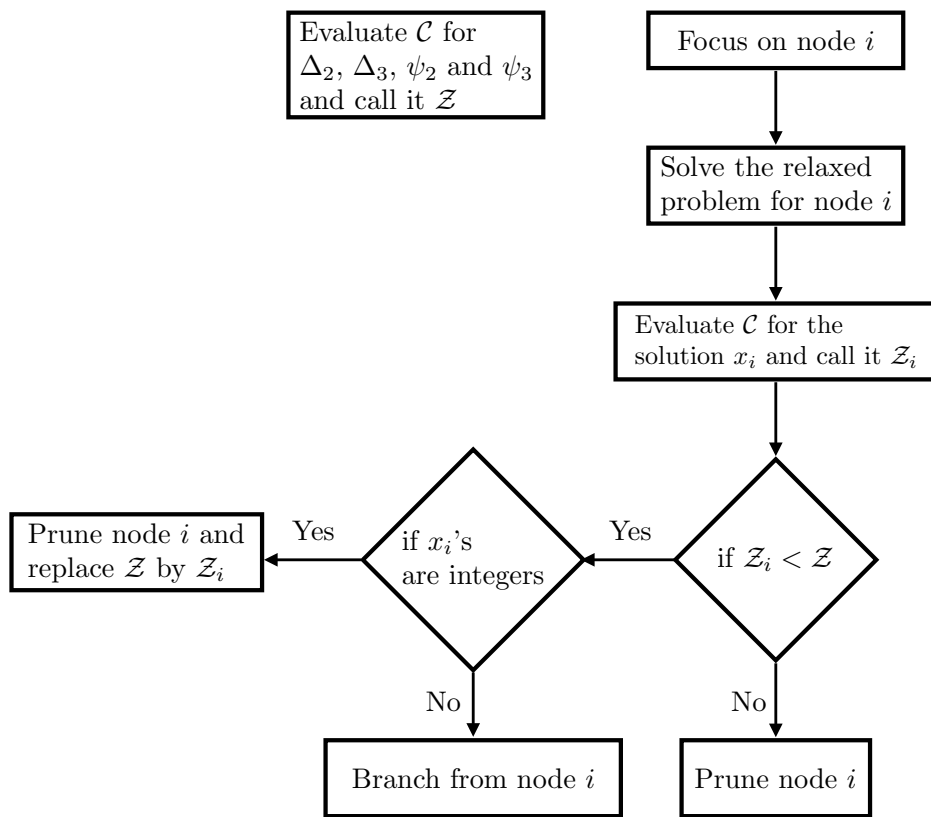 Evaluate 𝒞 for
Δ₂, Δ₃, ψ₂ and ψ₃
and call it 𝒵
Focus on node i
Solve the relaxed
problem for node i
Evaluate 𝒞 for the
solution xᵢ and call it 𝒵ᵢ
if 𝒵ᵢ < 𝒵
Yes
if xᵢ's
are integers
Yes
Prune node i and
replace 𝒵 by 𝒵ᵢ
No
Branch from node i
No
Prune node i